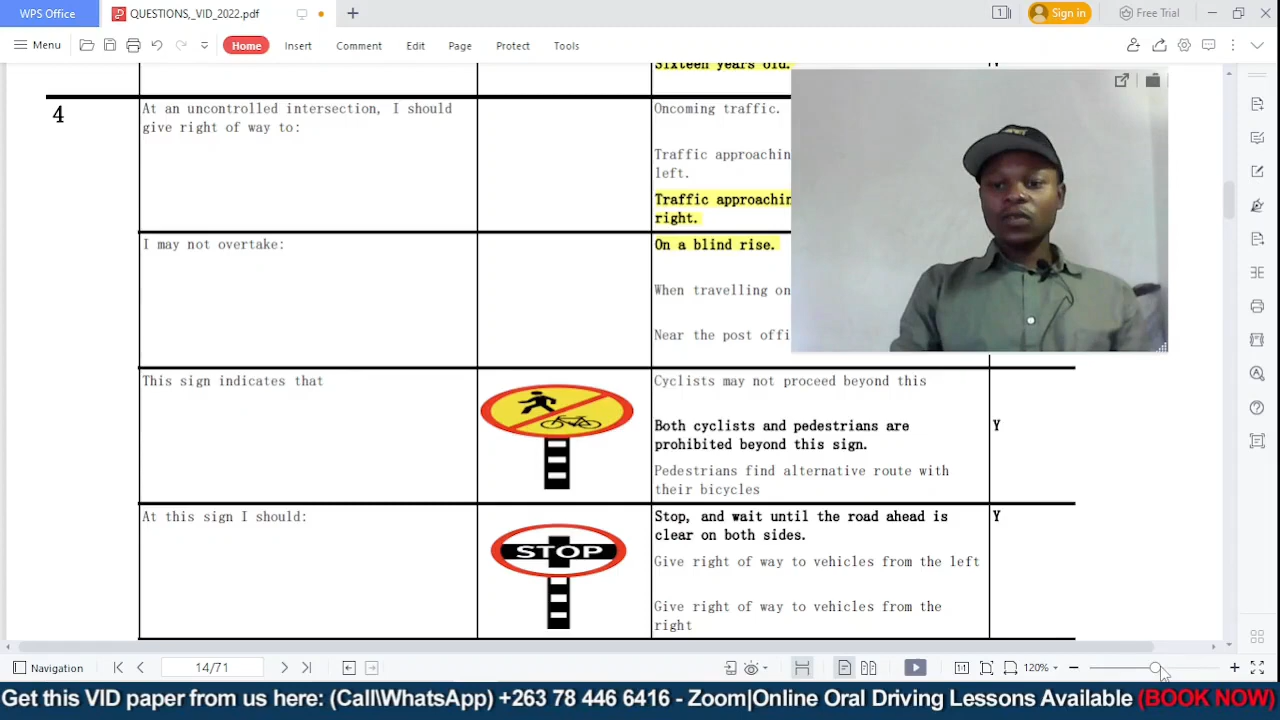 WPS Office
QUESTIONS,_VID_2022.pdf
Sign in
Free Trial
Menu
Home
Insert
Comment
Edit
Page
Protect
Tools
Sixteen years old.
4
At an uncontrolled intersection, I should
give right of way to:
Oncoming traffic.
left.
right.
Traffic
Traffic
I may not overtake:
On a blind rise.
When travelling on
Near the post
This sign indicates that
Cyclists may not proceed beyond this
Both cyclists and pedestrians are
prohibited beyond this sign.
Y
Pedestrians find alternative route with
their bicycles
At this sign I should:
STOP
Stop, and wait until the road ahead is
clear on both sides.
Y
Give right of way to vehicles from the left
Give right of way to vehicles from the
right
Navigation
14/71
120%
Get this VID paper from us here: (Call\WhatsApp) +263 78 446 6416 - Zoom|Online Oral Driving Lessons Available (BOOK NOW)